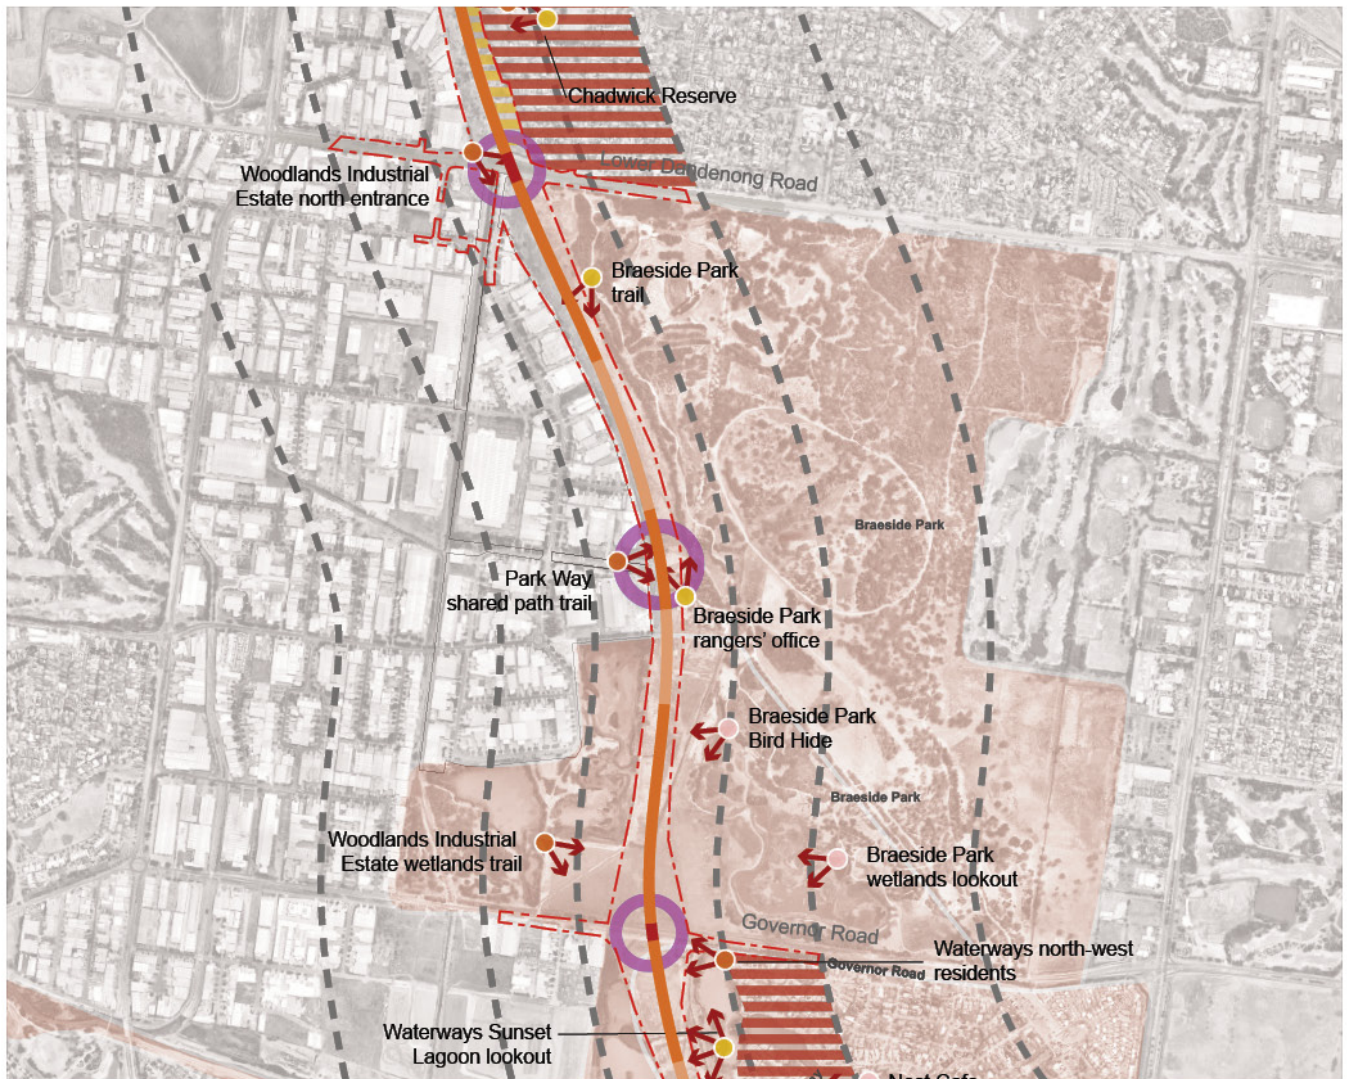 Chadwick Reserve
Lower Dandenong Road
Woodlands Industrial
Estate north entrance
Braeside Park
trail
Braeside Park
Park Way
shared path trail
Braeside Park
rangers' office
Braeside Park
Bird Hide
Braeside Park
Woodlands Industrial
Estate wetlands trail
Braeside Park
wetlands lookout
Governor Road
Waterways north-west
residents
Governor Road
Waterways Sunset
Lagoon lookout